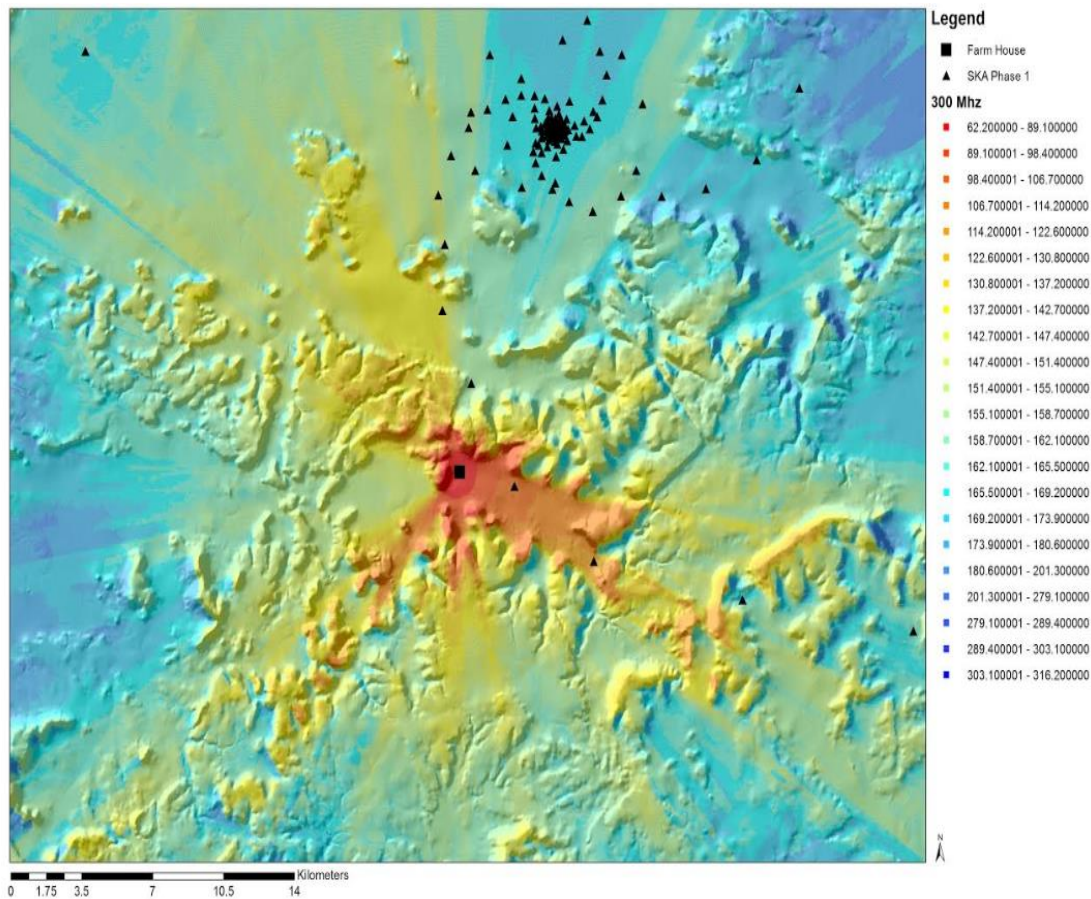 Legend
Farm House
SKA Phase 1
300 Mhz
62.200000 - 89.100000
89.100001 - 98.400000
98.400001 - 106.700000
106.700001 - 114.200000
114.200001 - 122.600000
122.600001 - 130.800000
130.800001 - 137.200000
137.200001 - 142.700000
142.700001 - 147.400000
147.400001 - 151.400000
151.400001 - 155.100000
155.100001 - 158.700000
158.700001 - 162.100000
162.100001 - 165.500000
165.500001 - 169.200000
169.200001 - 173.900000
173.900001 - 180.600000
180.600001 - 201.300000
201.300001 - 279.100000
279.100001 - 289.400000
289.400001 - 303.100000
303.100001 - 316.200000
N
Kilometers
0 1.75 3.5 7 10.5 14